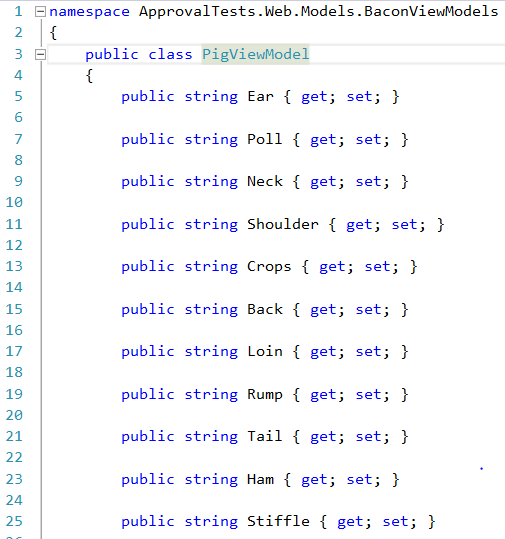 1 namespace ApprovalTests.Web.Models.BaconViewModels
2 {
3 public class PigViewModel
4 {
5 public string Ear { get; set; }
6
7 public string Poll { get; set; }
8
9 public string Neck { get; set; }
10
11 public string Shoulder { get; set; }
12
13 public string Crops { get; set; }
14
15 public string Back { get; set; }
16
17 public string Loin { get; set; }
18
19 public string Rump { get; set; }
20
21 public string Tail { get; set; }
22
23 public string Ham { get; set; }
24
25 public string Stiffle { get; set; }